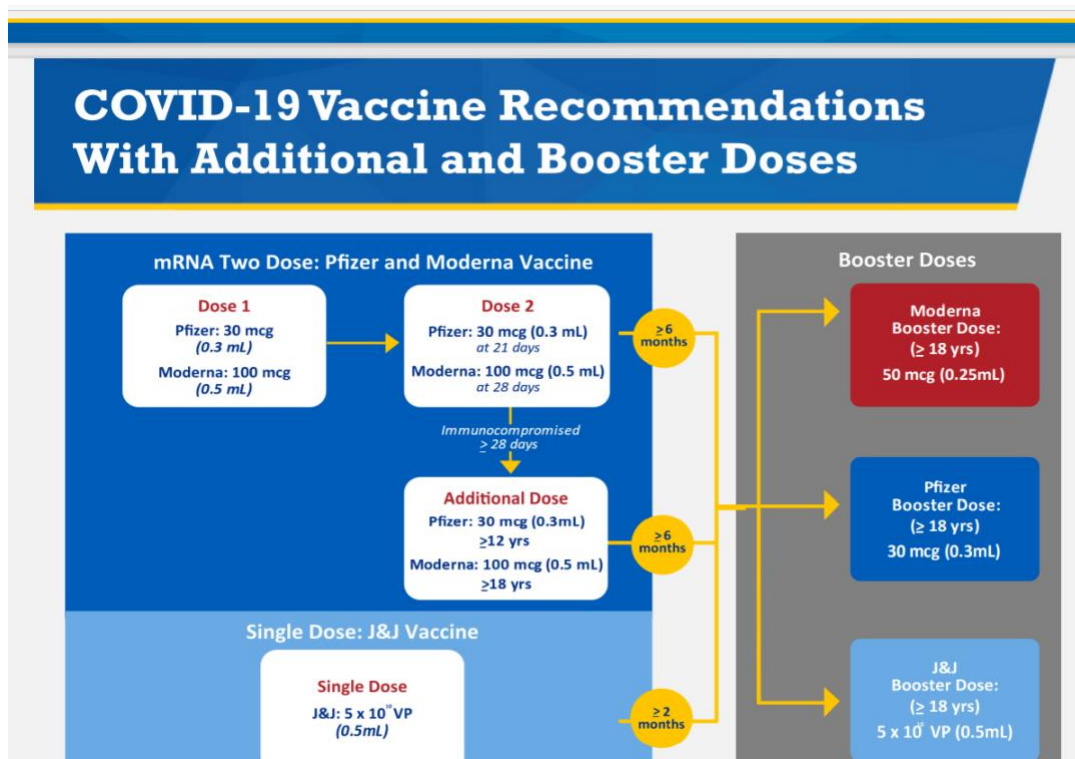 COVID-19 Vaccine Recommendations
With Additional and Booster Doses
mRNA Two Dose: Pfizer and Moderna Vaccine
Dose 1
Pfizer: 30 mcg
(0.3 mL)
Moderna: 100 mcg
(0.5 mL)
Dose 2
Pfizer: 30 mcg (0.3 mL)
at 21 days
Moderna: 100 mcg (0.5 mL)
at 28 days
≥6
months
Immunocompromised
≥ 28 days
Additional Dose
Pfizer: 30 mcg (0.3mL)
≥12 yrs
Moderna: 100 mcg (0.5 mL)
≥18 yrs
≥6
months
Single Dose: J&J Vaccine
Single Dose
J&J: 5 x 10¹⁰ VP
(0.5mL)
≥2
months
Booster Doses
Moderna
Booster Dose:
(≥ 18 yrs)
50 mcg (0.25mL)
Pfizer
Booster Dose:
(≥ 18 yrs)
30 mcg (0.3mL)
J&J
Booster Dose:
(≥ 18 yrs)
5 x 10¹⁰ VP (0.5mL)